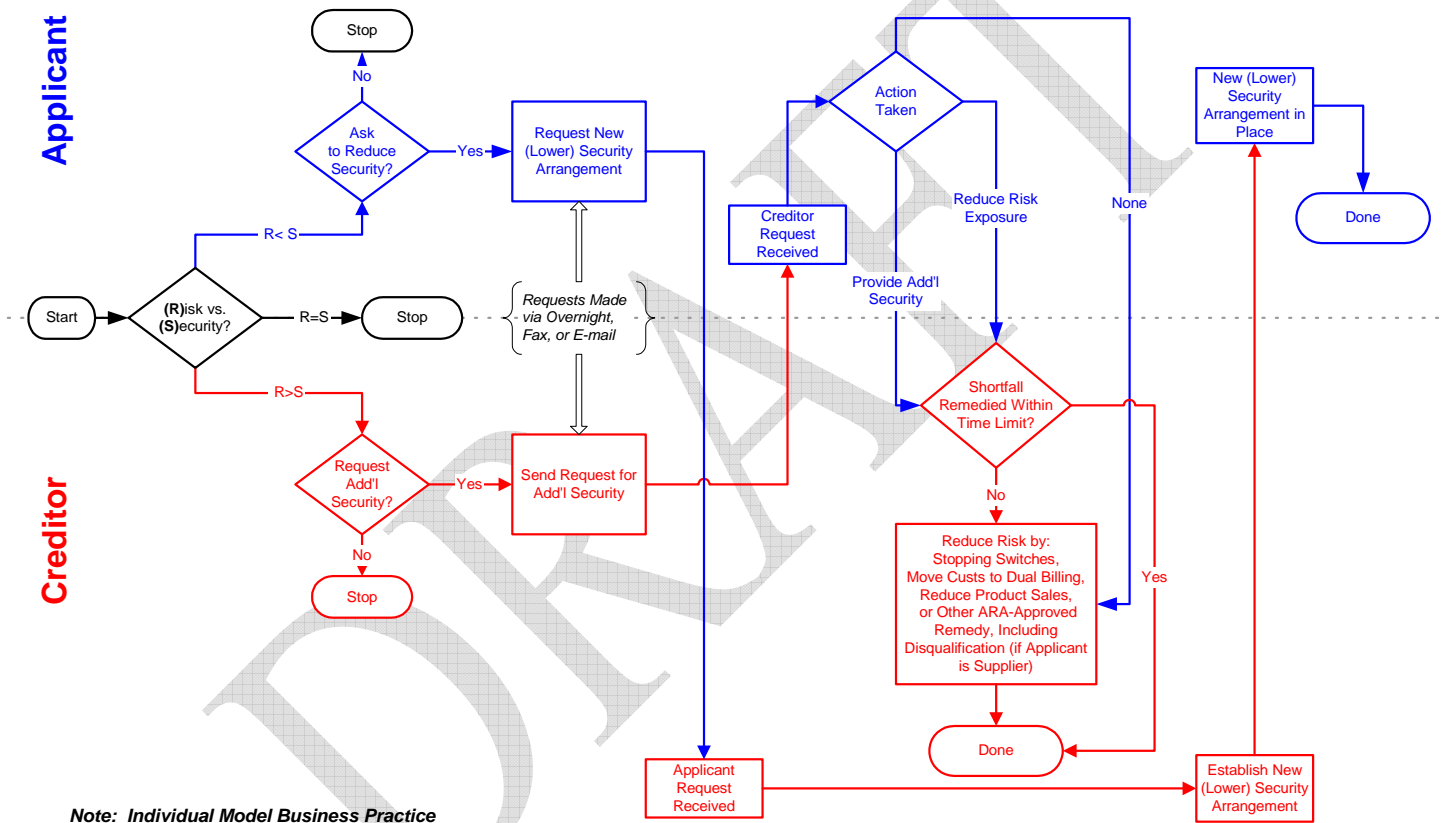 Applicant
Creditor
DRAFT
Stop
No
Ask
to Reduce
Security?
Yes
Request New
(Lower) Security
Arrangement
R< S
Start
(R)isk vs.
(S)ecurity?
R=S
Stop
Requests Made
via Overnight,
Fax, or E-mail
R>S
Request
Add'l
Security?
Yes
Send Request for
Add'l Security
No
Stop
Creditor
Request
Received
Action
Taken
Reduce Risk
Exposure
None
Provide Add'l
Security
Shortfall
Remedied Within
Time Limit?
No
Yes
Reduce Risk by:
Stopping Switches,
Move Custs to Dual Billing,
Reduce Product Sales,
or Other ARA-Approved
Remedy, Including
Disqualification (if Applicant
is Supplier)
Done
Applicant
Request
Received
Establish New
(Lower) Security
Arrangement
New (Lower)
Security
Arrangement in
Place
Done
Note: Individual Model Business Practice